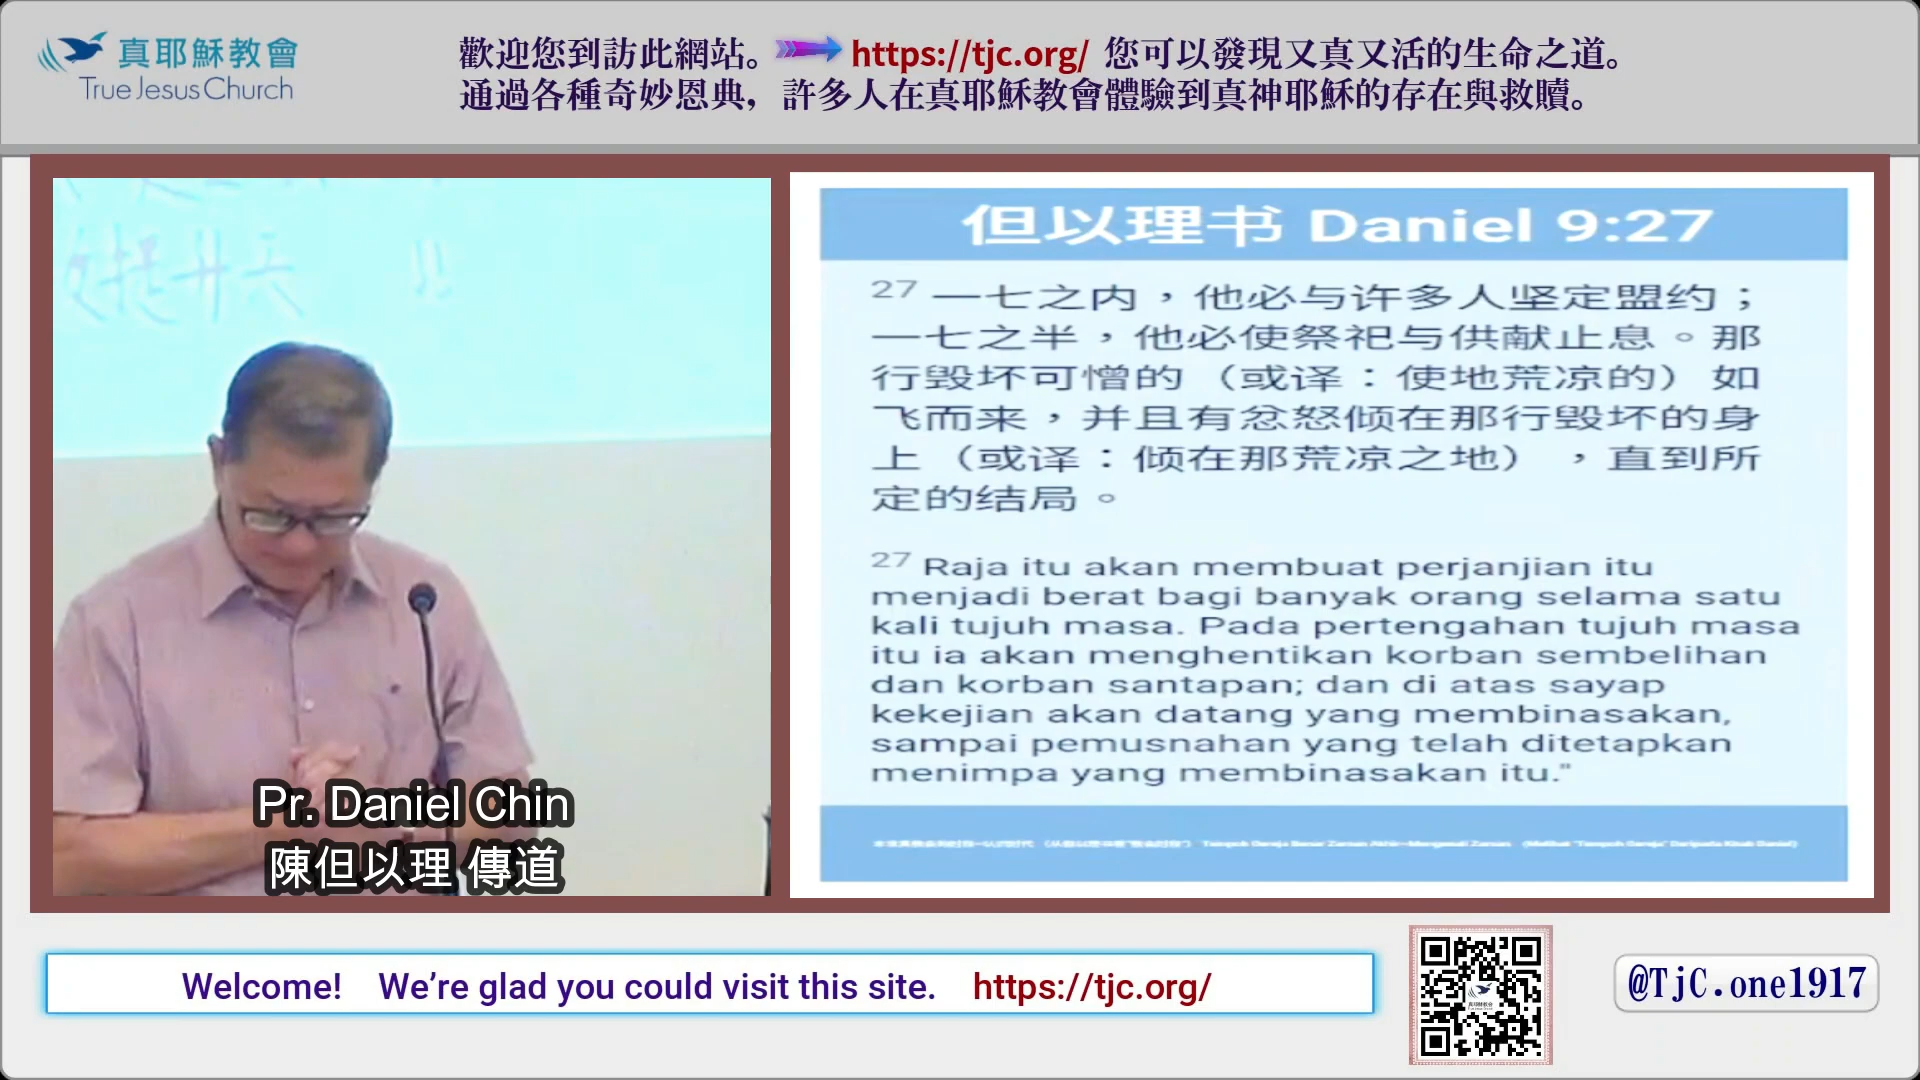 真耶穌教會
True Jesus Church
歡迎您到訪此網站。 https://tjc.org/ 您可以發現又真又活的生命之道。
通過各種奇妙恩典，許多人在真耶穌教會體驗到真神耶穌的存在與救贖。
但以理书 Daniel 9:27
27 一七之内，他必与许多人坚定盟约；
一七之半，他必使祭祀与供献止息。那
行毁坏可憎的（或译：使地荒凉的）如
飞而来，并且有忿怒倾在那行毁坏的身
上（或译：倾在那荒凉之地），直到所
定的结局。
27 Raja itu akan membuat perjanjian itu
menjadi berat bagi banyak orang selama satu
kali tujuh masa. Pada pertengahan tujuh masa
itu ia akan menghentikan korban sembelihan
dan korban santapan; dan di atas sayap
kekejian akan datang yang membinasakan,
sampai pemusnahan yang telah ditetapkan
menimpa yang membinasakan itu."
Pr. Daniel Chin
陳但以理 傳道
Welcome! We’re glad you could visit this site. https://tjc.org/
@TjC.one1917